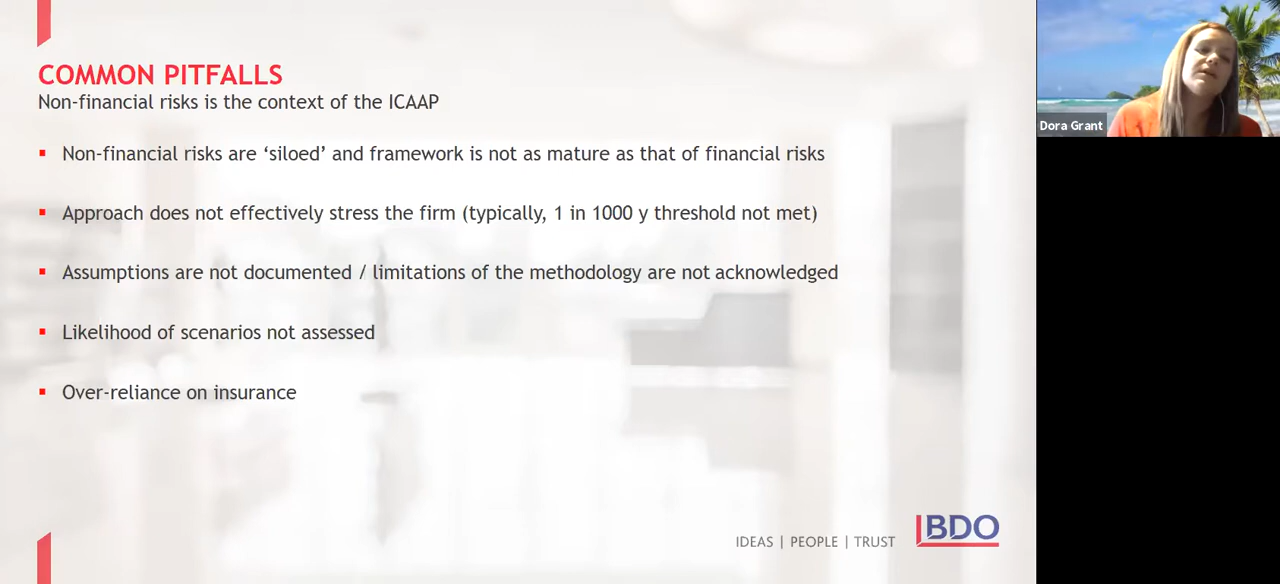 COMMON PITFALLS
Non-financial risks is the context of the ICAAP
Non-financial risks are ‘siloed’ and framework is not as mature as that of financial risks
Approach does not effectively stress the firm (typically, 1 in 1000 y threshold not met)
Assumptions are not documented / limitations of the methodology are not acknowledged
Likelihood of scenarios not assessed
Over-reliance on insurance
IDEAS | PEOPLE | TRUST
BDO
Dora Grant